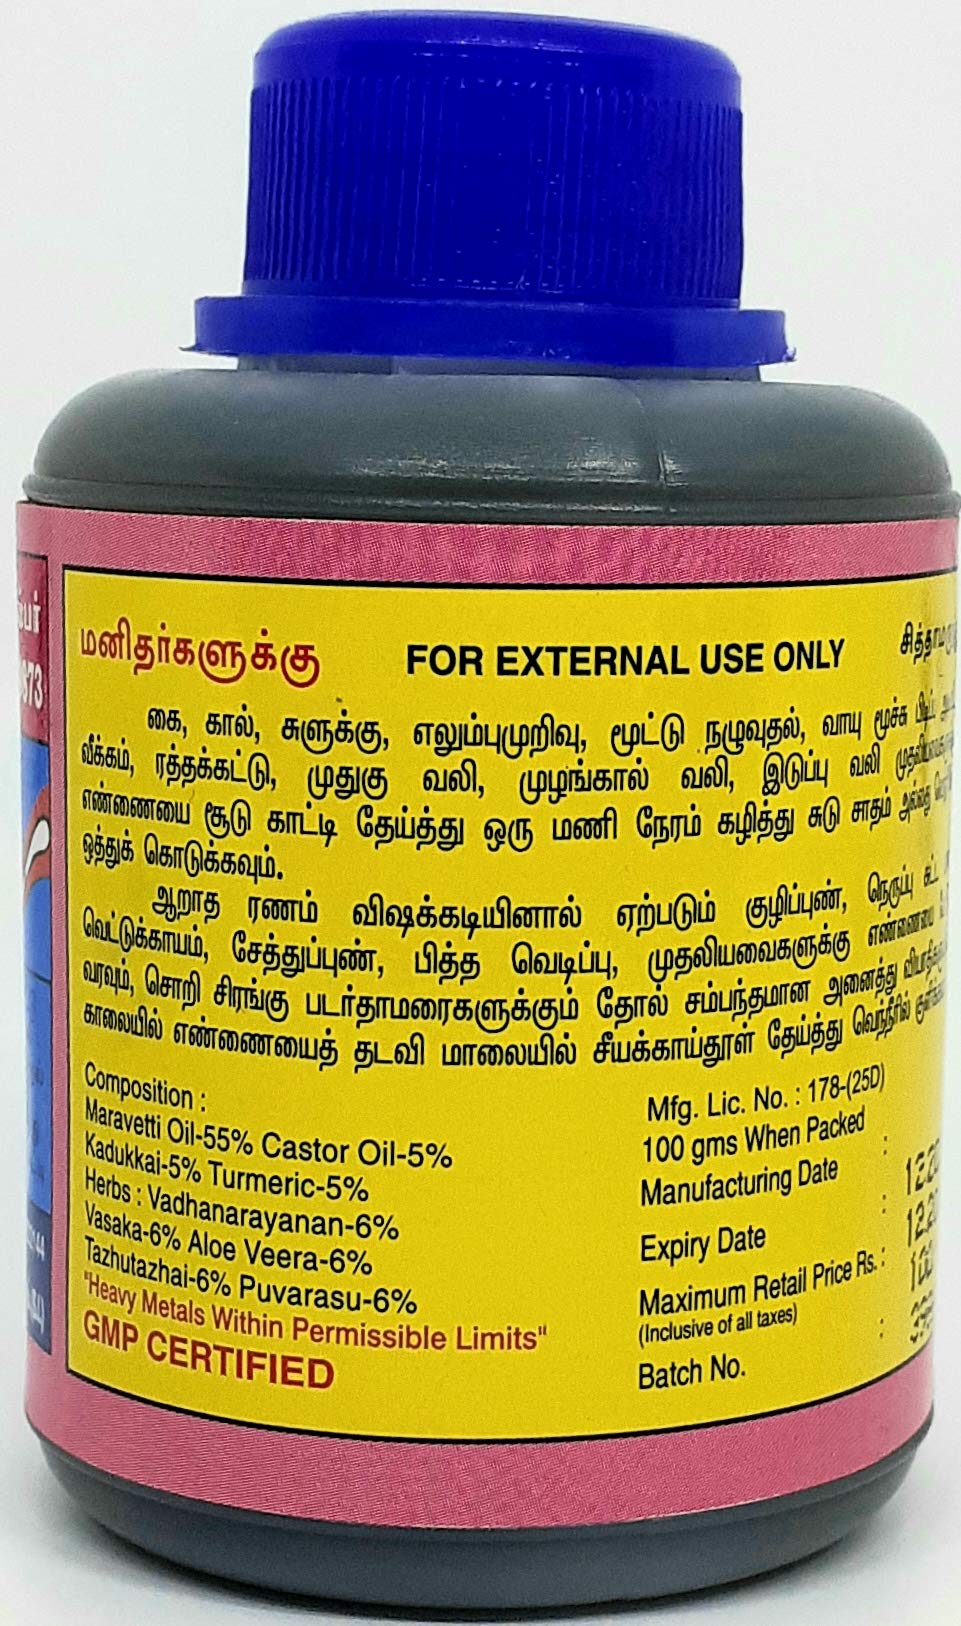 மனிதர்களுக்கு
FOR EXTERNAL USE ONLY
கை, கால், சுளுக்கு, எலும்புமுறிவு, மூட்டு நழுவுதல், வாயு மூச்சு பிடிப்பு,
வீக்கம், ரத்தக்கட்டு, முதுகு வலி, முழங்கால் வலி, இடுப்பு வலி
எண்ணையை சூடு காட்டி தேய்த்து ஒரு மணி நேரம் கழித்து சுடு சாதம் அல்லது
ஒத்துக் கொடுக்கவும்.
ஆறாத ரணம் விஷக்கடியினால் ஏற்படும் குழிப்புண், நெருப்பு சுட்ட
வெட்டுக்காயம், சேத்துப்புண், பித்த வெடிப்பு, முதலியவைகளுக்கு எண்ணையை
வரவும், சொறி சிரங்கு படர்தாமரைகளுக்கும் தோல் சம்பந்தமான அனைத்து
காலையில் எண்ணையைத் தடவி மாலையில் சீயக்காய்தூள் தேய்த்து வெந்நீரில்
Composition :
Maravetti Oil-55% Castor Oil-5%
Kadukkai-5% Turmeric-5%
Herbs : Vadhanarayanan-6%
Vasaka-6% Aloe Veera-6%
Tazhutazhai-6% Puvarasu-6%
"Heavy Metals Within Permissible Limits"
GMP CERTIFIED
Mfg. Lic. No. : 178-(25D)
100 gms When Packed
Manufacturing Date :
Expiry Date :
Maximum Retail Price Rs. :
(Inclusive of all taxes)
Batch No. :